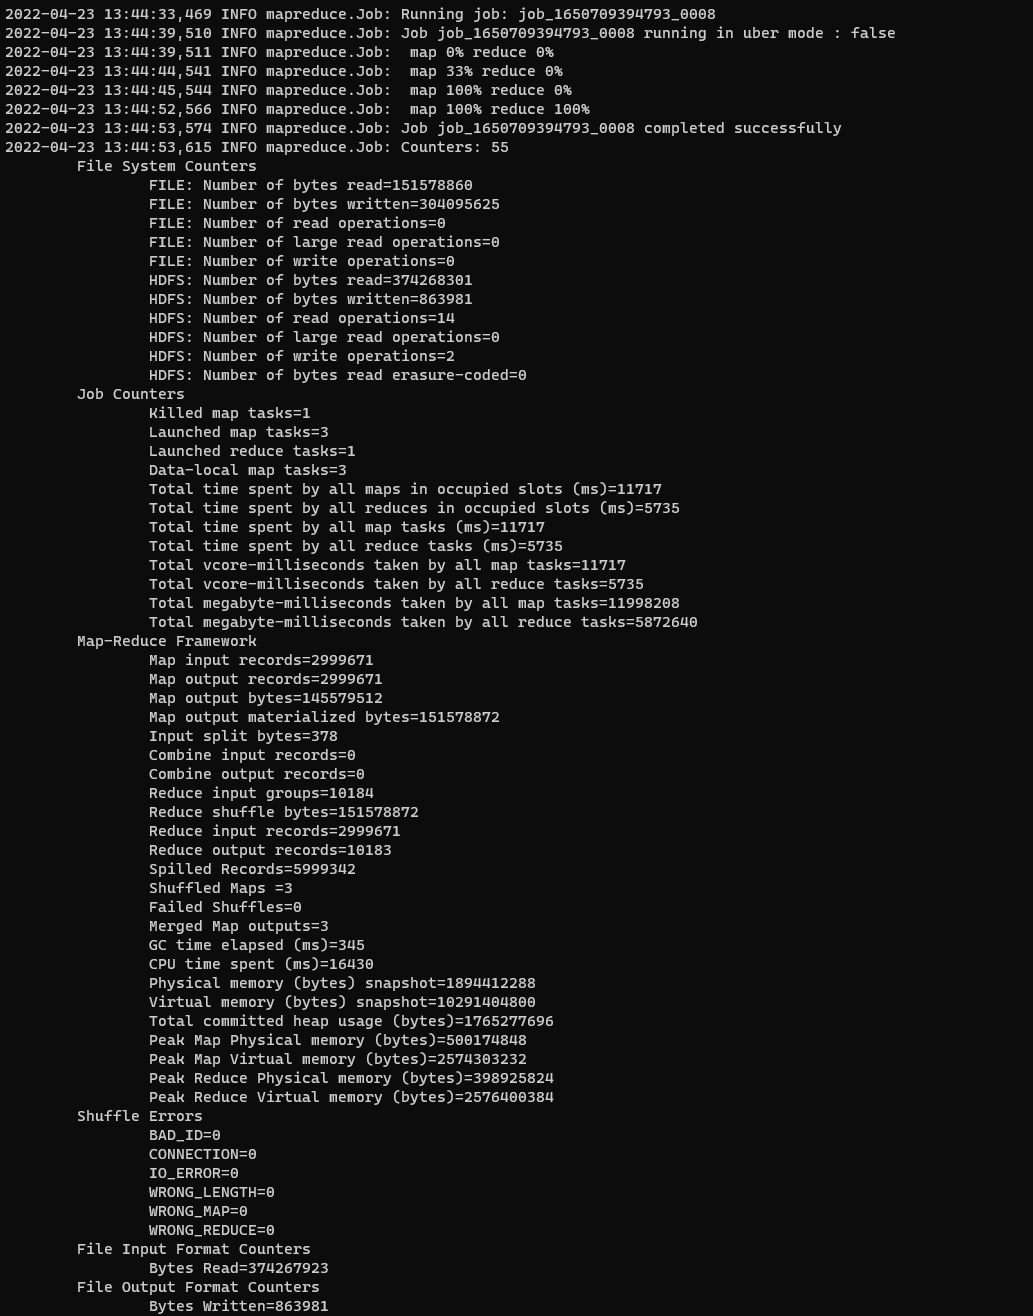 2022-04-23 13:44:33,469 INFO mapreduce.Job: Running job: job_1650709394793_0008
2022-04-23 13:44:39,510 INFO mapreduce.Job: Job job_1650709394793_0008 running in uber mode : false
2022-04-23 13:44:39,511 INFO mapreduce.Job:  map 0% reduce 0%
2022-04-23 13:44:44,541 INFO mapreduce.Job:  map 33% reduce 0%
2022-04-23 13:44:45,544 INFO mapreduce.Job:  map 100% reduce 0%
2022-04-23 13:44:52,566 INFO mapreduce.Job:  map 100% reduce 100%
2022-04-23 13:44:53,574 INFO mapreduce.Job: Job job_1650709394793_0008 completed successfully
2022-04-23 13:44:53,615 INFO mapreduce.Job: Counters: 55
File System Counters
FILE: Number of bytes read=151578860
FILE: Number of bytes written=304095625
FILE: Number of read operations=0
FILE: Number of large read operations=0
FILE: Number of write operations=0
HDFS: Number of bytes read=374268301
HDFS: Number of bytes written=863981
HDFS: Number of read operations=14
HDFS: Number of large read operations=0
HDFS: Number of write operations=2
HDFS: Number of bytes read erasure-coded=0
Job Counters
Killed map tasks=1
Launched map tasks=3
Launched reduce tasks=1
Data-local map tasks=3
Total time spent by all maps in occupied slots (ms)=11717
Total time spent by all reduces in occupied slots (ms)=5735
Total time spent by all map tasks (ms)=11717
Total time spent by all reduce tasks (ms)=5735
Total vcore-milliseconds taken by all map tasks=11717
Total vcore-milliseconds taken by all reduce tasks=5735
Total megabyte-milliseconds taken by all map tasks=11998208
Total megabyte-milliseconds taken by all reduce tasks=5872640
Map-Reduce Framework
Map input records=2999671
Map output records=2999671
Map output bytes=145579512
Map output materialized bytes=151578872
Input split bytes=378
Combine input records=0
Combine output records=0
Reduce input groups=10184
Reduce shuffle bytes=151578872
Reduce input records=2999671
Reduce output records=10183
Spilled Records=5999342
Shuffled Maps =3
Failed Shuffles=0
Merged Map outputs=3
GC time elapsed (ms)=345
CPU time spent (ms)=16430
Physical memory (bytes) snapshot=1894412288
Virtual memory (bytes) snapshot=10291404800
Total committed heap usage (bytes)=1765277696
Peak Map Physical memory (bytes)=500174848
Peak Map Virtual memory (bytes)=2574303232
Peak Reduce Physical memory (bytes)=398925824
Peak Reduce Virtual memory (bytes)=2576400384
Shuffle Errors
BAD_ID=0
CONNECTION=0
IO_ERROR=0
WRONG_LENGTH=0
WRONG_MAP=0
WRONG_REDUCE=0
File Input Format Counters
Bytes Read=374267923
File Output Format Counters
Bytes Written=863981